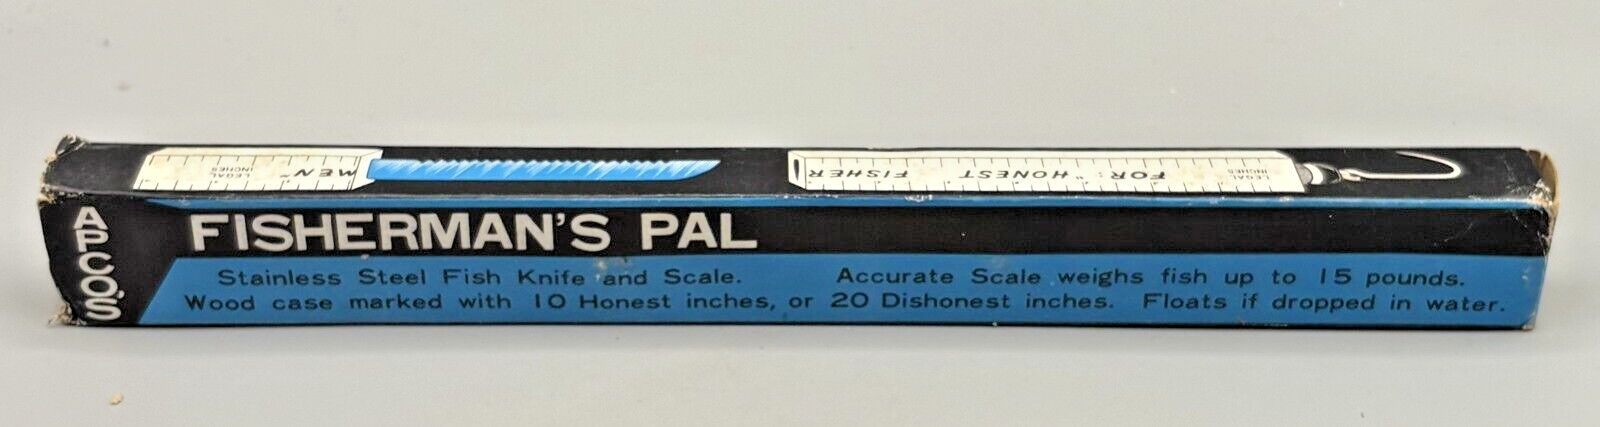 LEGAL INCHES
MEN"
FOR: "HONEST FISHER
LEGAL INCHES
APCO'S
FISHERMAN'S PAL
Stainless Steel Fish Knife and Scale. Accurate Scale weighs fish up to 15 pounds.
Wood case marked with 10 Honest inches, or 20 Dishonest inches. Floats if dropped in water.